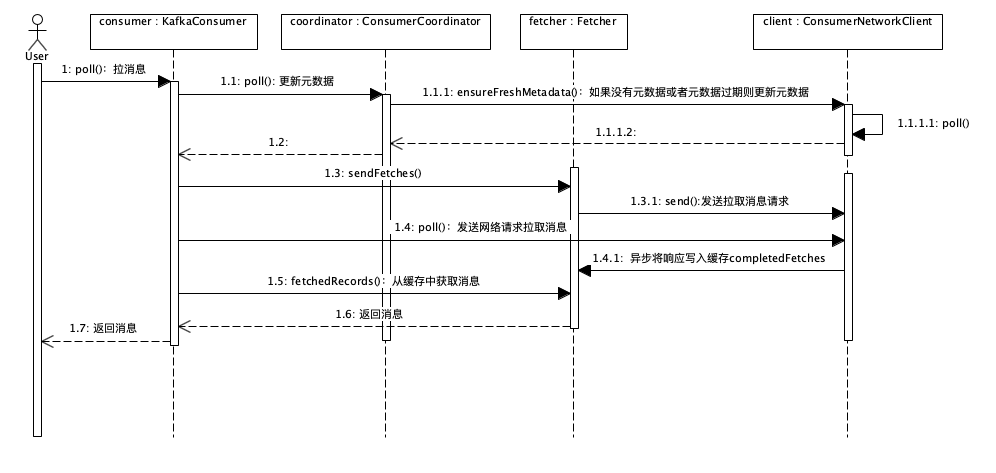 consumer : KafkaConsumer
coordinator : ConsumerCoordinator
fetcher : Fetcher
client : ConsumerNetworkClient
User
1: poll()：拉消息
1.1: poll(): 更新元数据
1.1.1: ensureFreshMetadata()：如果没有元数据或者元数据过期则更新元数据
1.1.1.1: poll()
1.1.1.2:
1.2:
1.3: sendFetches()
1.3.1: send():发送拉取消息请求
1.4: poll()：发送网络请求拉取消息
1.4.1: 异步将响应写入缓存completedFetches
1.5: fetchedRecords()：从缓存中获取消息
1.6: 返回消息
1.7: 返回消息